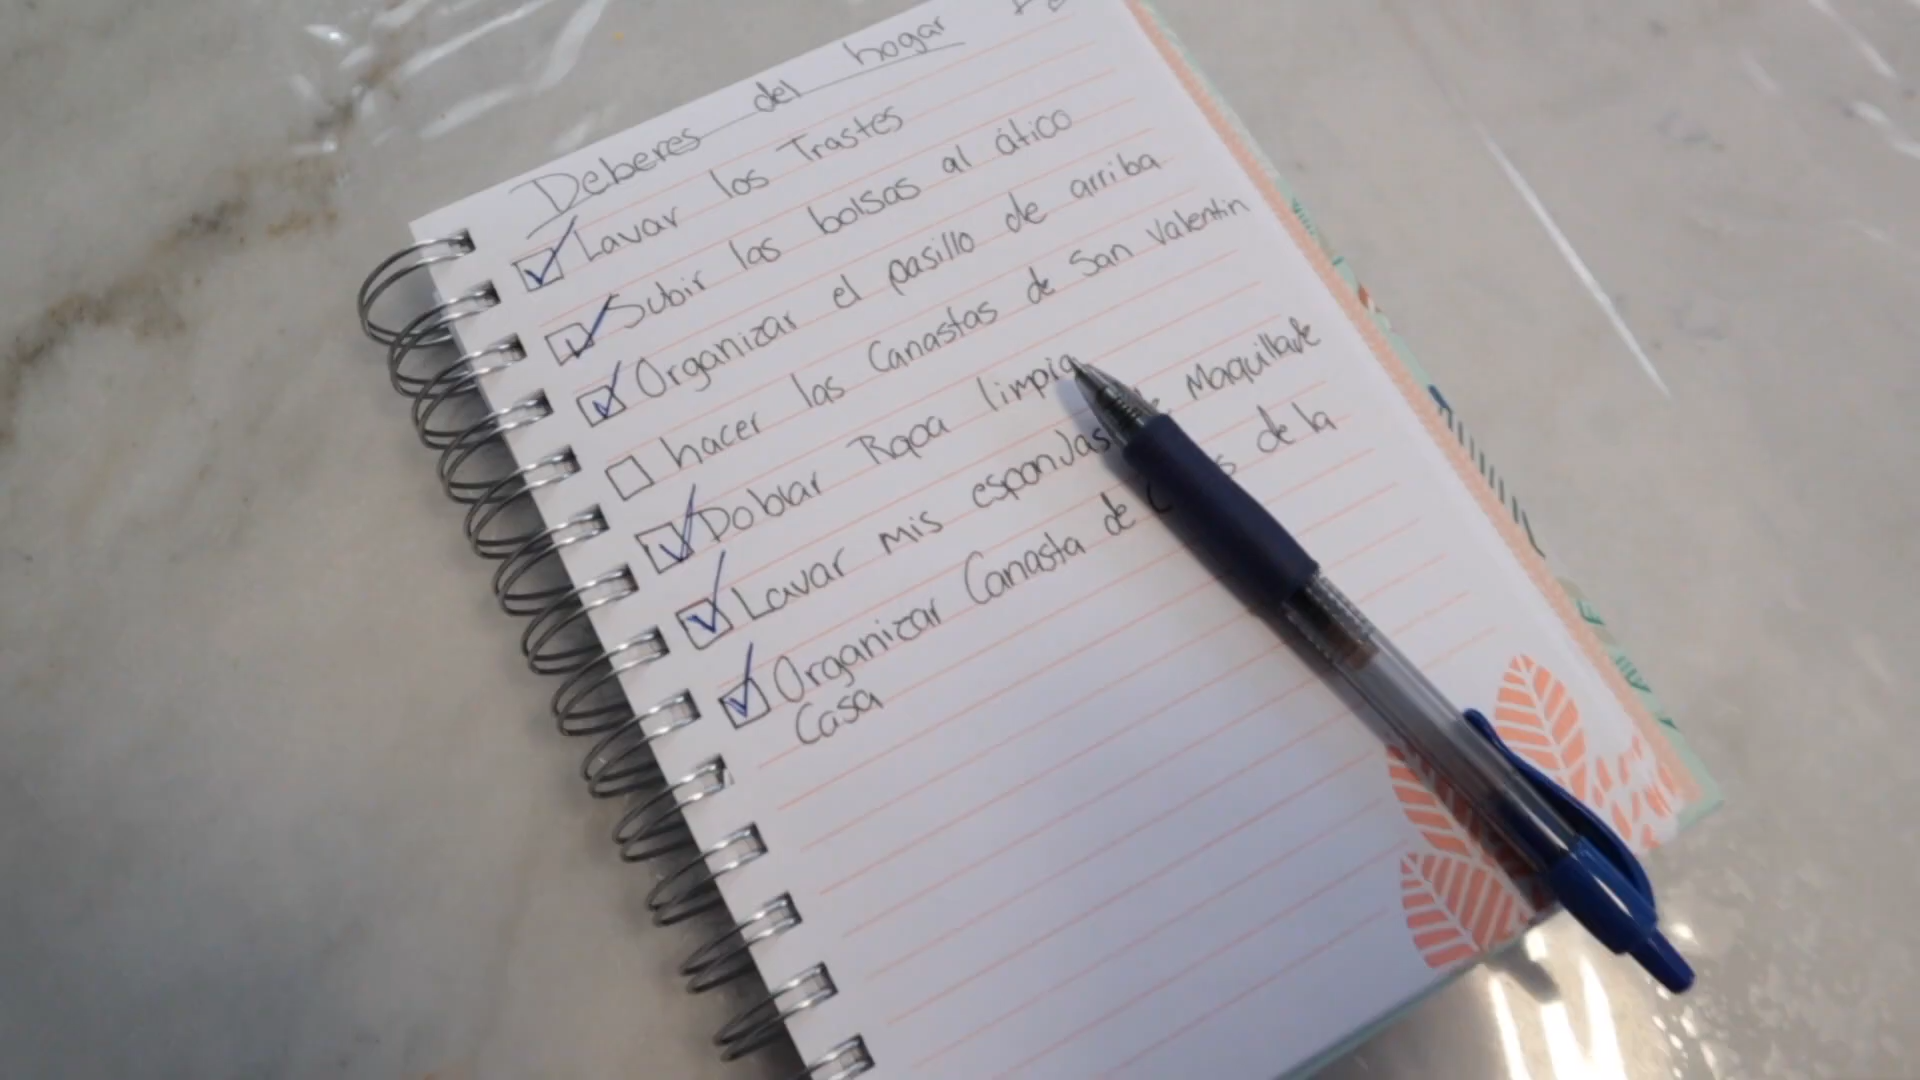 Deberes del hogar
Lavar los Trastes
Subir las bolsas al ático
Organizar el pasillo de arriba
hacer las Canastas de San Valentin
Doblar Ropa limpia
Lavar mis esponjas Maquillaje
Organizar Canasta de de la
Casa